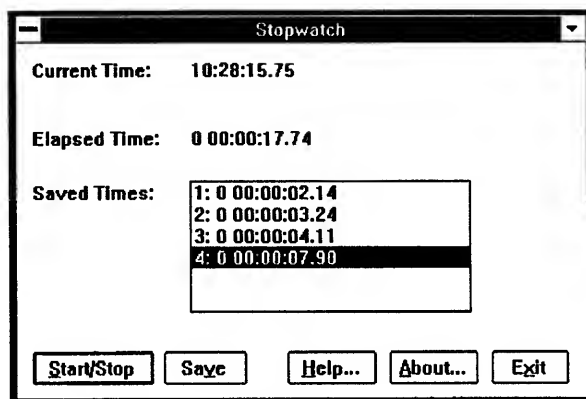 Stopwatch
Current Time: 10:28:15.75
Elapsed Time: 0 00:00:17.74
Saved Times:
1: 0 00:00:02.14
2: 0 00:00:03.24
3: 0 00:00:04.11
4: 0 00:00:07.90
Start/Stop Save Help... About... Exit